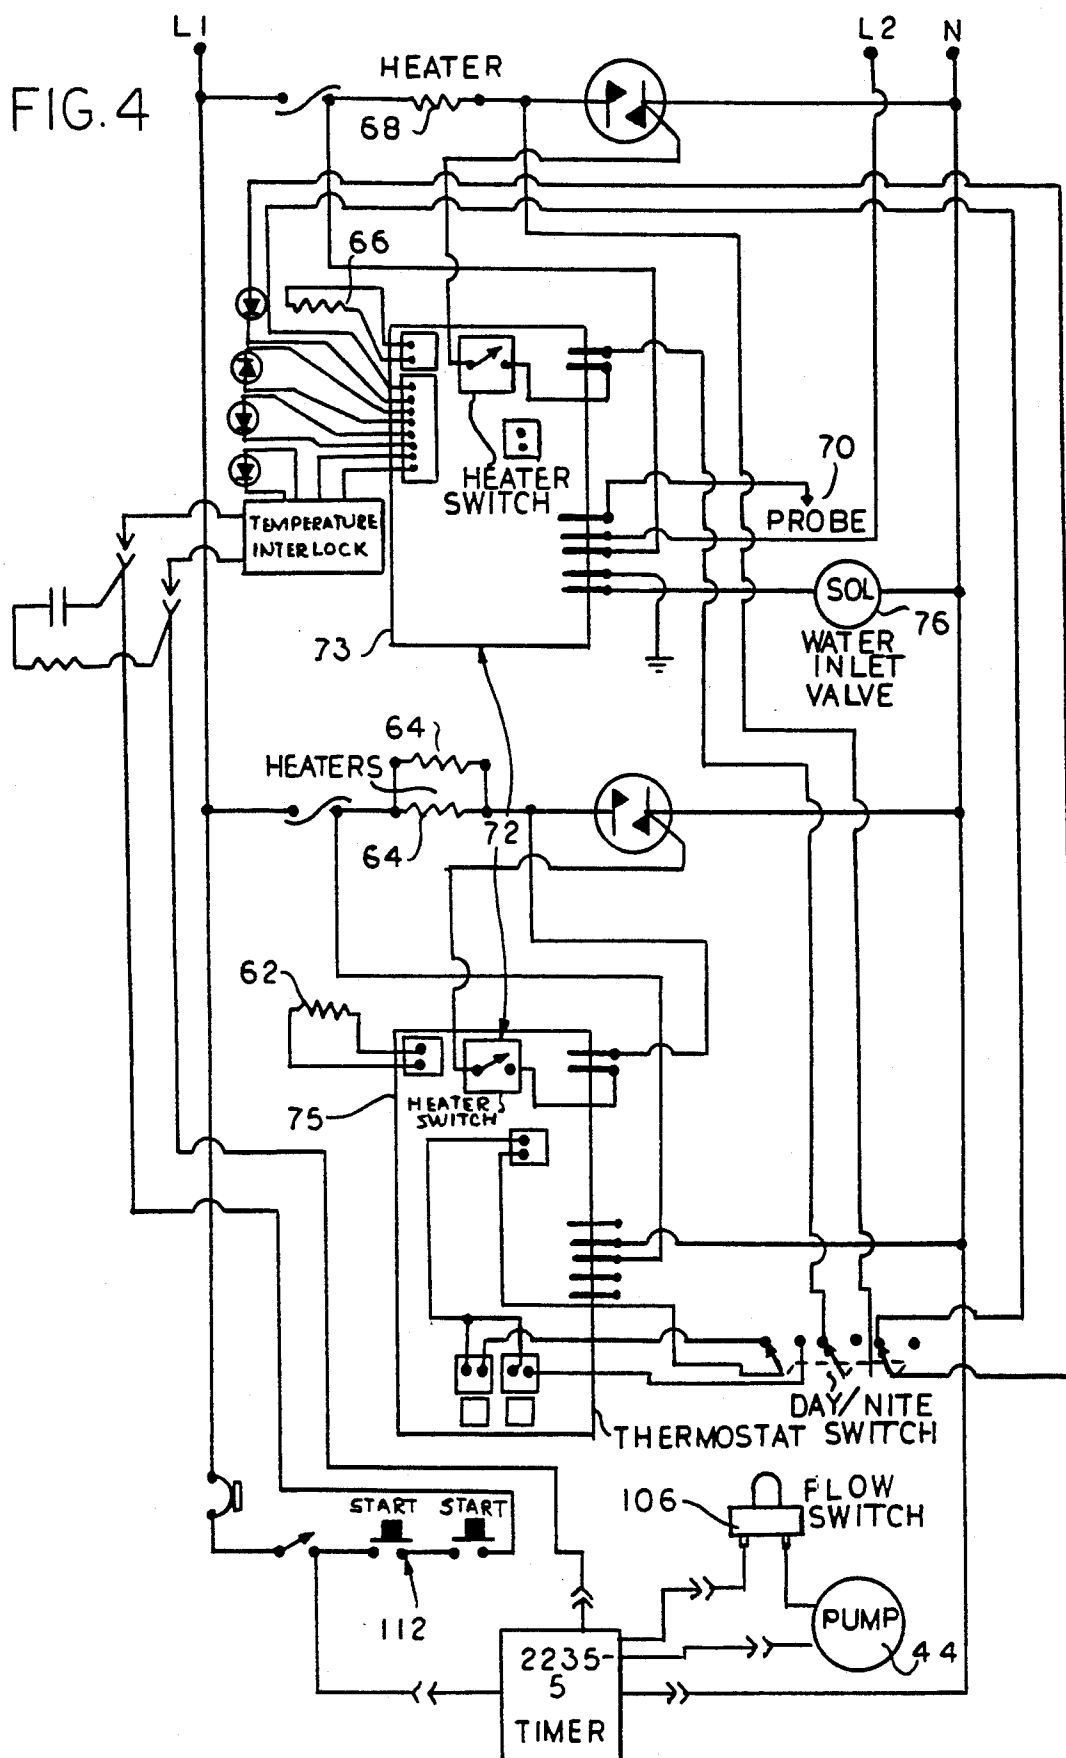 L1
L2
N
HEATER
FIG. 4
68
66
HEATER
SWITCH
70
PROBE
TEMPERATURE
INTERLOCK
SOL
76
WATER
INLET
VALVE
73
64
HEATERS
72
64
62
HEATER
SWITCH
75
DAY/NITE
SWITCH
THERMOSTAT
START
START
106
FLOW
SWITCH
112
PUMP
44
2235-
5
TIMER